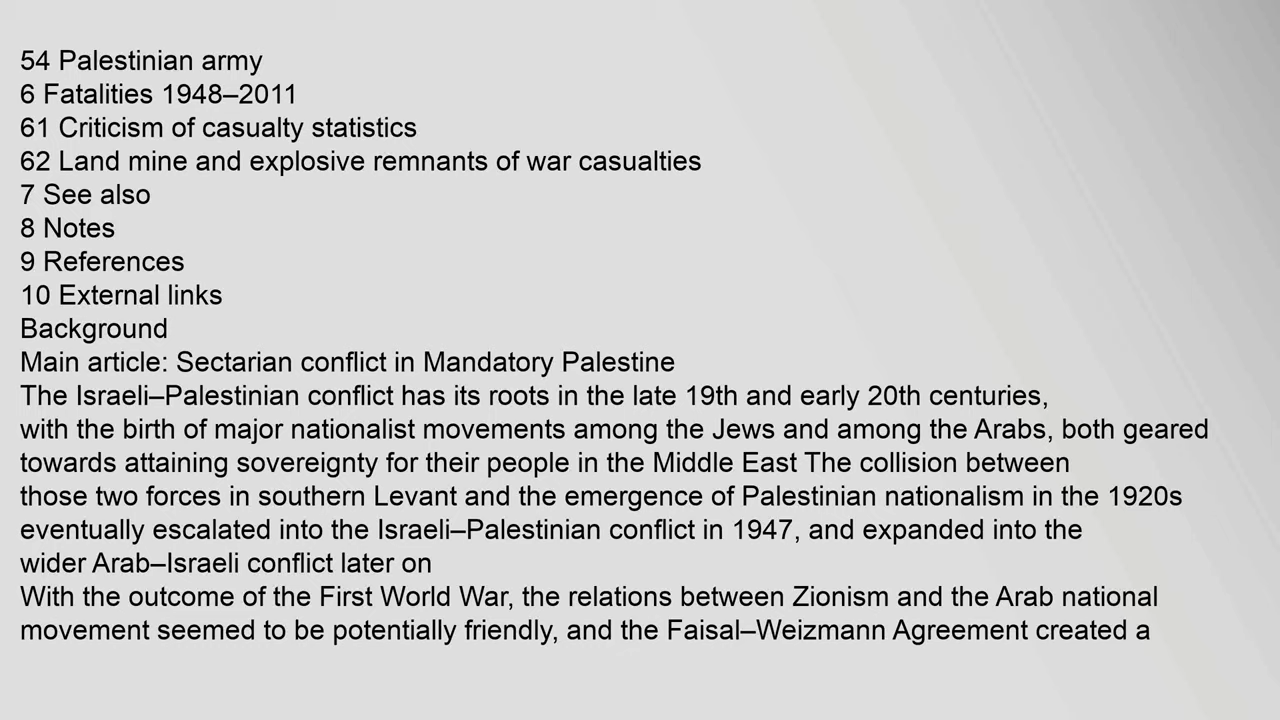 54 Palestinian army
6 Fatalities 1948–2011
61 Criticism of casualty statistics
62 Land mine and explosive remnants of war casualties
7 See also
8 Notes
9 References
10 External links
Background
Main article: Sectarian conflict in Mandatory Palestine
The Israeli–Palestinian conflict has its roots in the late 19th and early 20th centuries,
with the birth of major nationalist movements among the Jews and among the Arabs, both geared
towards attaining sovereignty for their people in the Middle East The collision between
those two forces in southern Levant and the emergence of Palestinian nationalism in the 1920s
eventually escalated into the Israeli–Palestinian conflict in 1947, and expanded into the
wider Arab–Israeli conflict later on
With the outcome of the First World War, the relations between Zionism and the Arab national
movement seemed to be potentially friendly, and the Faisal–Weizmann Agreement created a